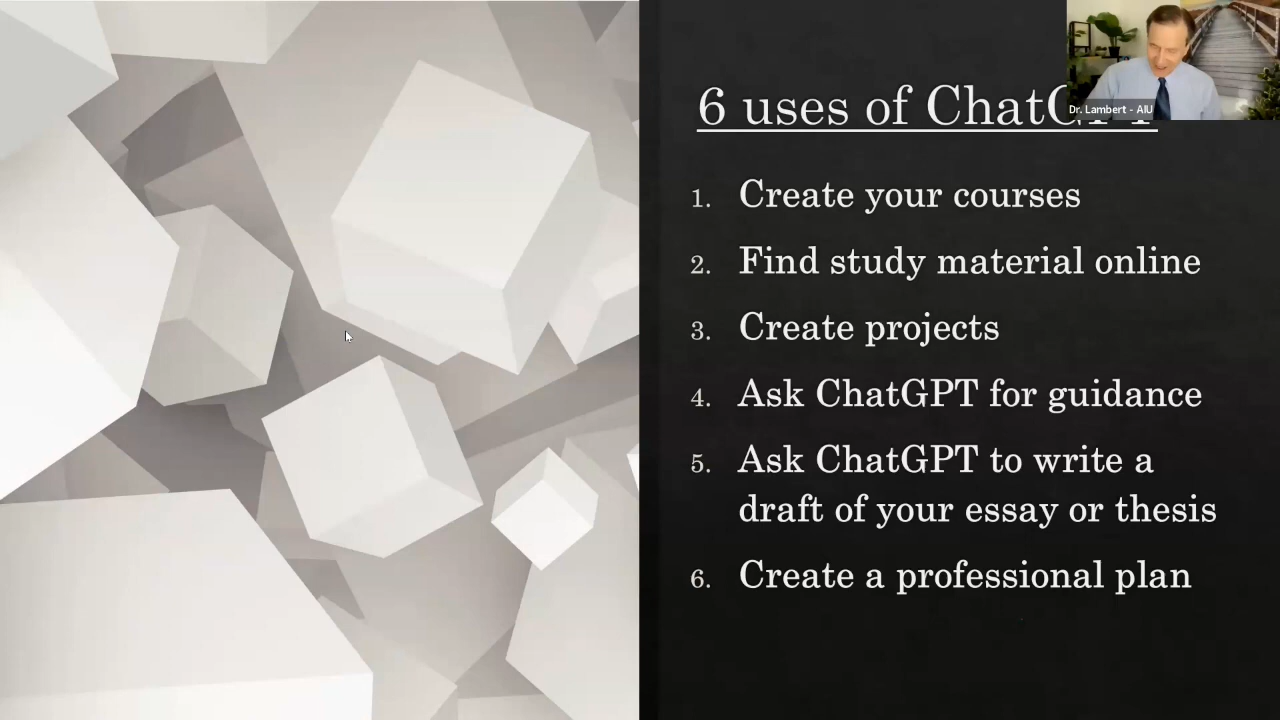 6 uses of ChatGPT
Dr. Lambert - AIU
1. Create your courses
2. Find study material online
3. Create projects
4. Ask ChatGPT for guidance
5. Ask ChatGPT to write a
draft of your essay or thesis
6. Create a professional plan